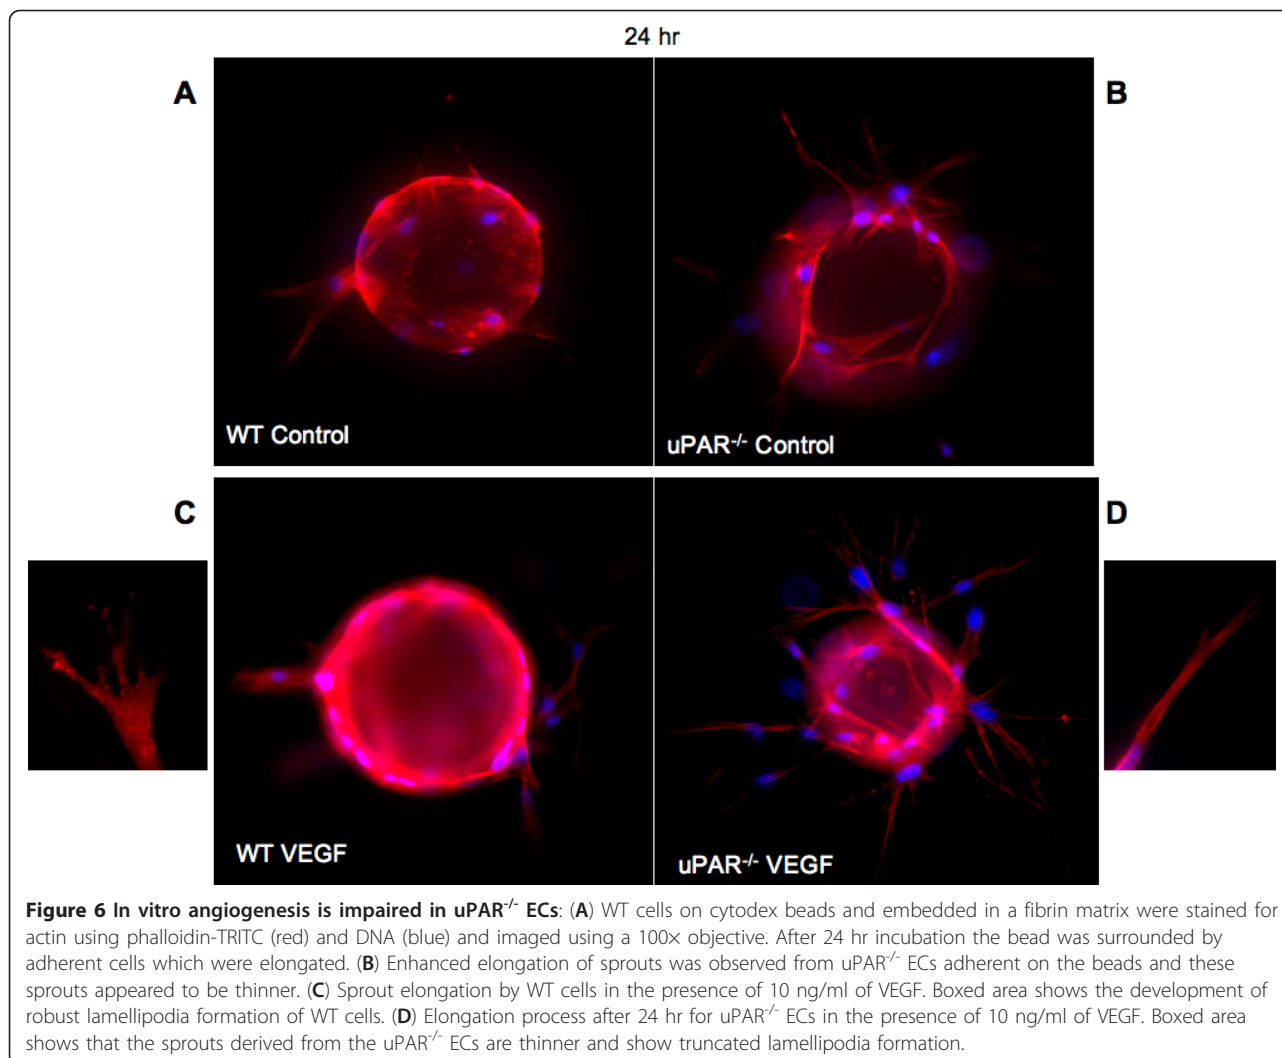 24 hr
A
B
WT Control
uPAR-/- Control
C
D
WT VEGF
uPAR-/- VEGF
Figure 6 In vitro angiogenesis is impaired in uPAR-/- ECs: (A) WT cells on cytodex beads and embedded in a fibrin matrix were stained for
actin using phalloidin-TRITC (red) and DNA (blue) and imaged using a 100× objective. After 24 hr incubation the bead was surrounded by
adherent cells which were elongated. (B) Enhanced elongation of sprouts was observed from uPAR-/- ECs adherent on the beads and these
sprouts appeared to be thinner. (C) Sprout elongation by WT cells in the presence of 10 ng/ml of VEGF. Boxed area shows the development of
robust lamellipodia formation of WT cells. (D) Elongation process after 24 hr for uPAR-/- ECs in the presence of 10 ng/ml of VEGF. Boxed area
shows that the sprouts derived from the uPAR-/- ECs are thinner and show truncated lamellipodia formation.